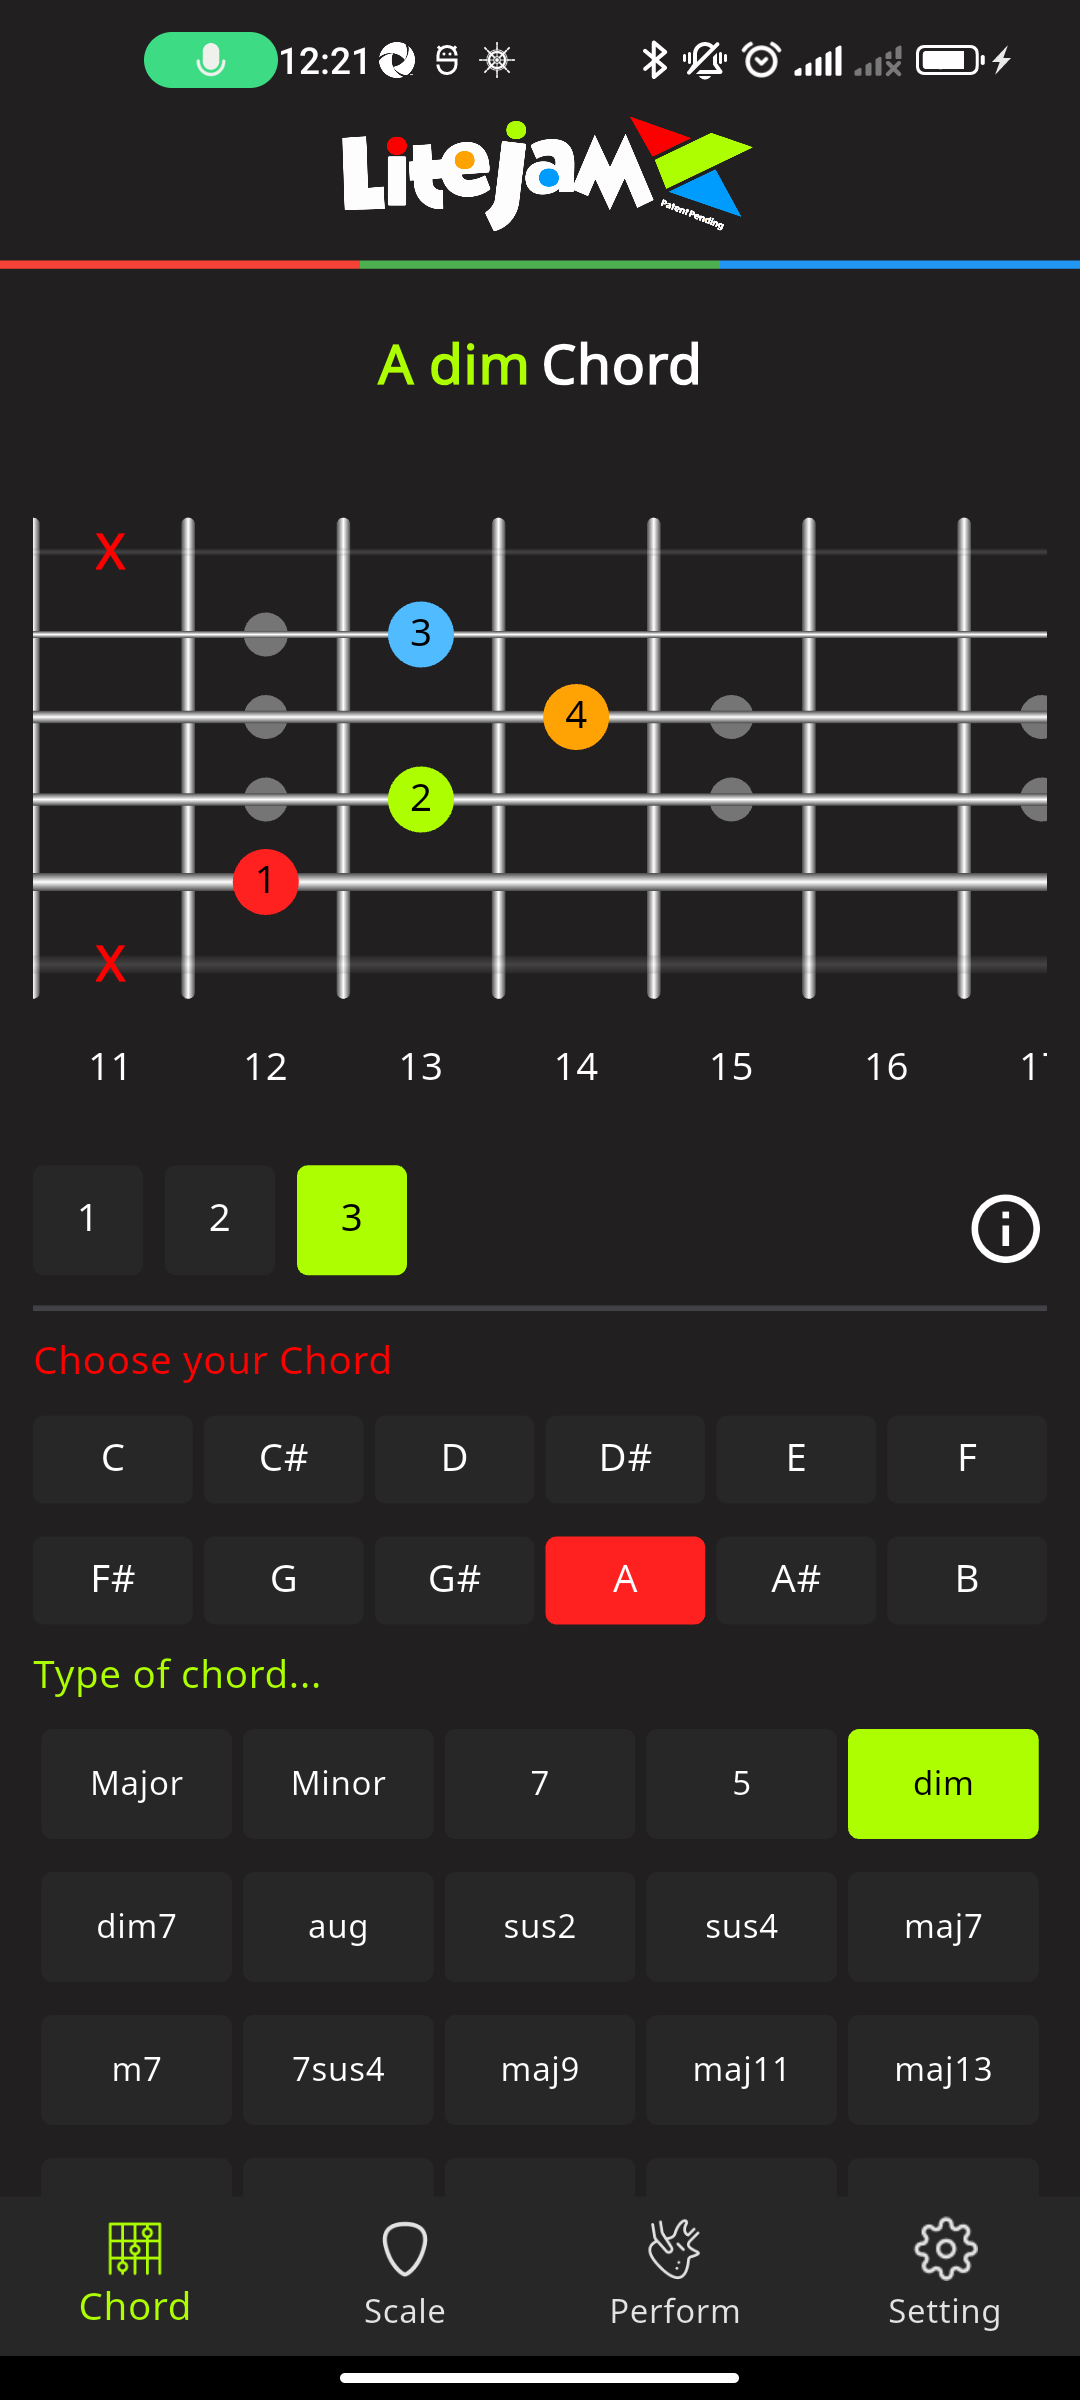 12:21
Litejam
Patent Pending
A dim Chord
X
3
4
2
1
X
11 12 13 14 15 16
1 2 3
Choose your Chord
C C# D D# E F
F# G G# A A# B
Type of chord...
Major Minor 7 5 dim
dim7 aug sus2 sus4 maj7
m7 7sus4 maj9 maj11 maj13
Chord Scale Perform Setting